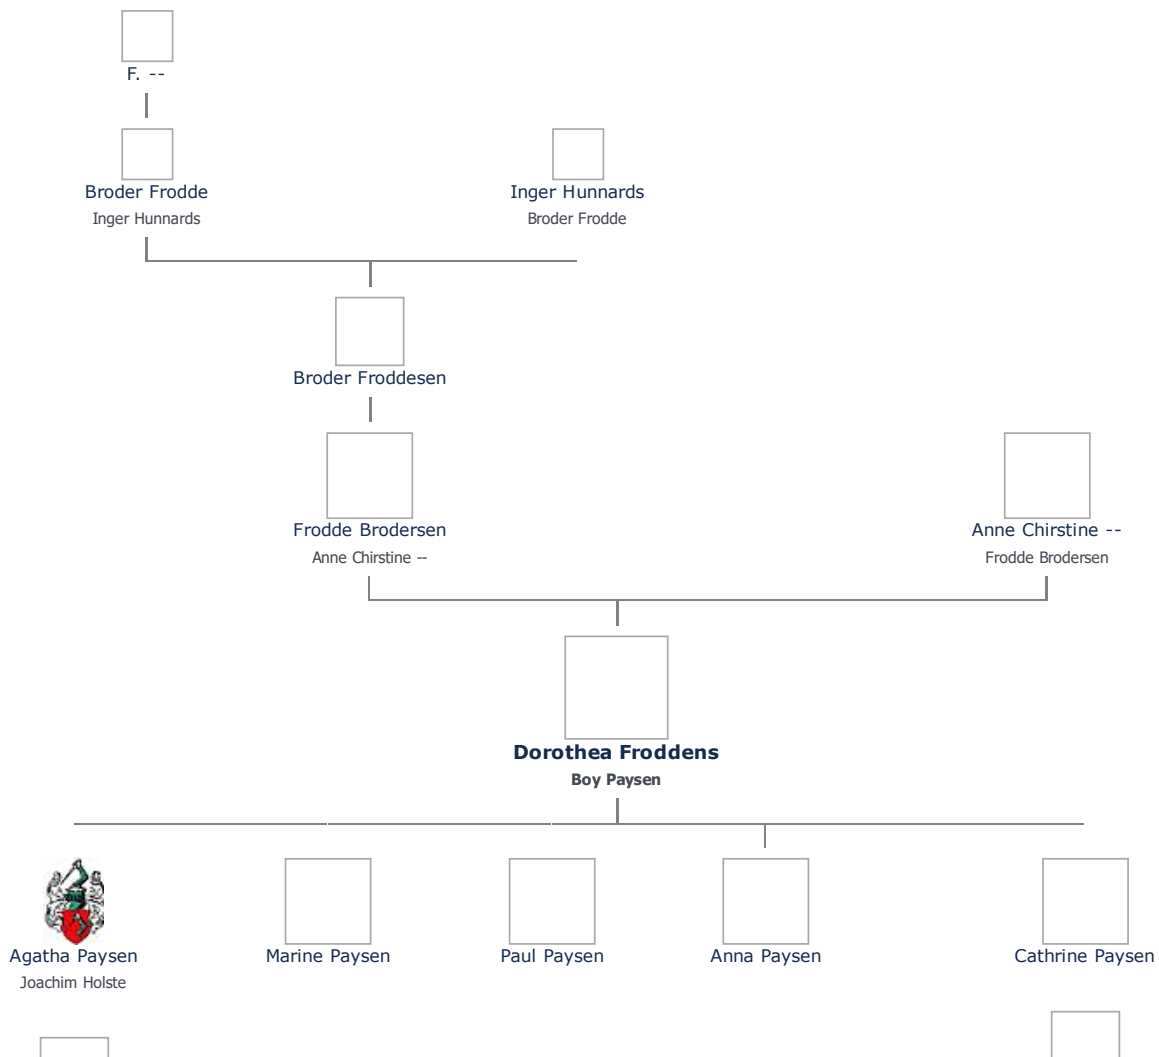 F. --
Broder Frodde
Inger Hunnards
Inger Hunnards
Broder Frodde
Broder Froddesen
Frodde Brodersen
Anne Chirstine --
Anne Chirstine --
Frodde Brodersen
Dorothea Froddens
Boy Paysen
Agatha Paysen
Joachim Holste
Marine Paysen
Paul Paysen
Anna Paysen
Cathrine Paysen